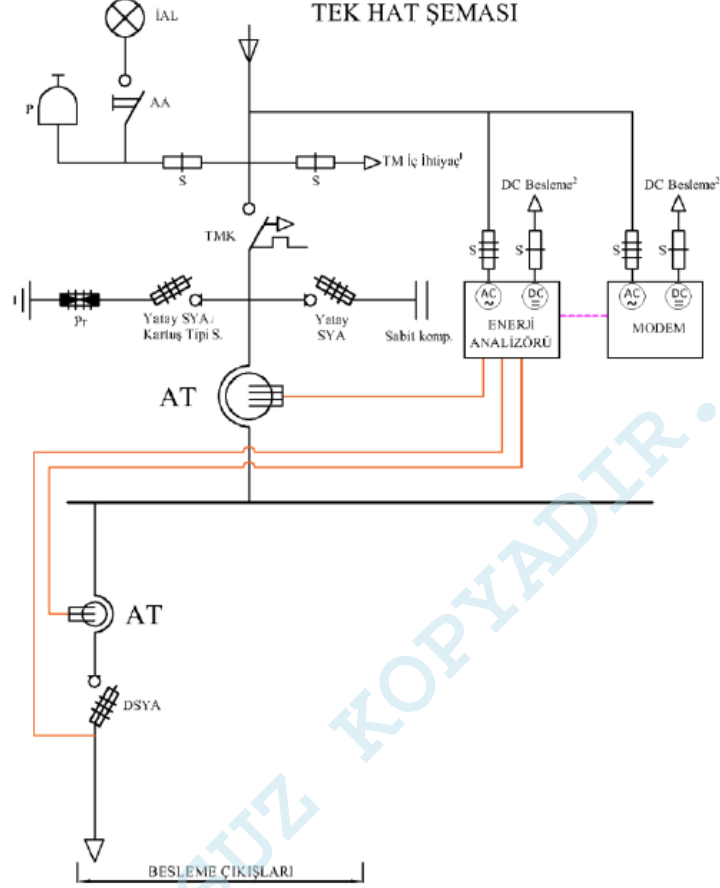 TEK HAT ŞEMASI
İAL
AA
P
S
S
TM İç İhtiyaç¹
DC Besleme²
DC Besleme²
TMK
S
S
S
S
AC
DC
AC
DC
ENERJİ
ANALİZÖRÜ
MODEM
Pr
Yatay SYA/
Kartuş Tipi S.
Yatay
SYA
Sabit komp.
AT
AT
DSYA
BESLEME ÇIKIŞLARI
SUZ KOPYADIR.